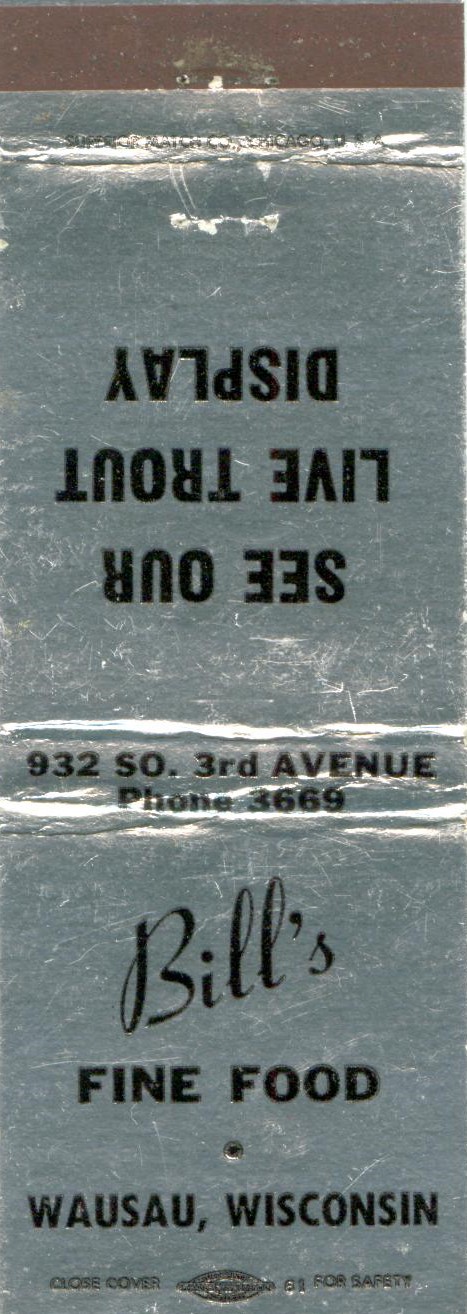 SUPERIOR MATCH CO., CHICAGO, U S A
SEE OUR
LIVE TROUT
DISPLAY
932 SO. 3rd AVENUE
Phone 3669
Bill's
FINE FOOD
WAUSAU, WISCONSIN
CLOSE COVER 61 FOR SAFETY